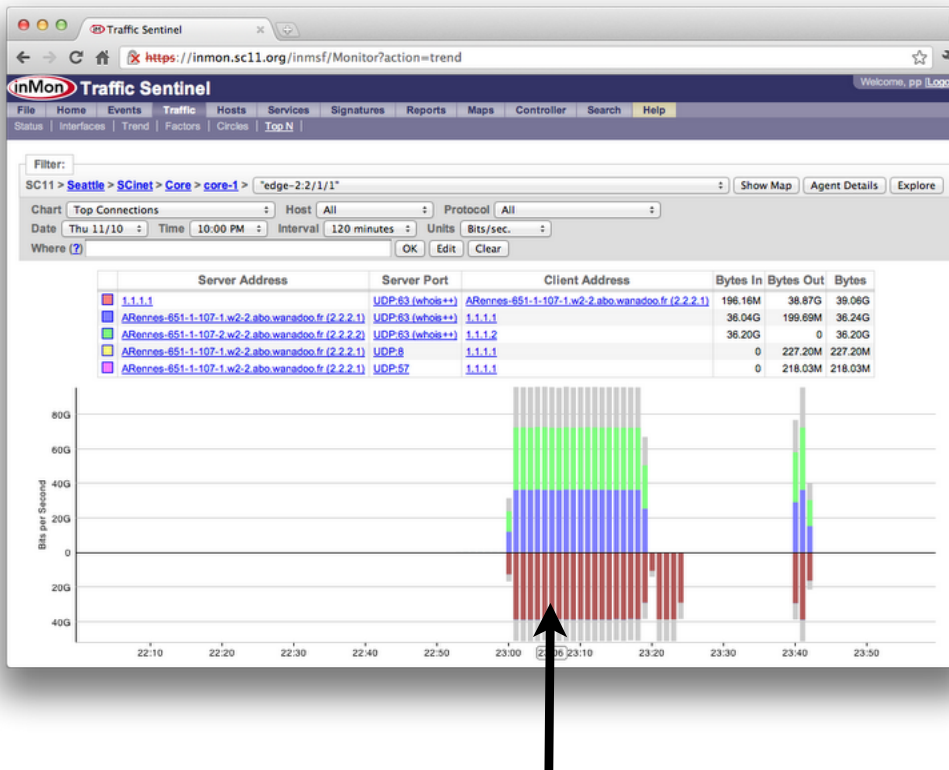 Traffic Sentinel
https://inmon.sc11.org/inmsf/Monitor?action=trend
inMon Traffic Sentinel
Welcome, pp [Logo
File Home Events Traffic Hosts Services Signatures Reports Maps Controller Search Help
Status | Interfaces | Trend | Factors | Circles | Top N |
Filter:
SC11 > Seattle > SCinet > Core > core-1 > "edge-2:2/1/1" Show Map Agent Details Explore
Chart Top Connections Host All Protocol All
Date Thu 11/10 Time 10:00 PM Interval 120 minutes Units Bits/sec.
Where (?) OK Edit Clear
Server Address Server Port Client Address Bytes In Bytes Out Bytes
1.1.1.1 UDP:63 (whois++) ARennes-651-1-107-1.w2-2.abo.wanadoo.fr (2.2.2.1) 196.16M 38.87G 39.06G
ARennes-651-1-107-1.w2-2.abo.wanadoo.fr (2.2.2.1) UDP:63 (whois++) 1.1.1.1 36.04G 199.69M 36.24G
ARennes-651-1-107-2.w2-2.abo.wanadoo.fr (2.2.2.2) UDP:63 (whois++) 1.1.1.2 36.20G 0 36.20G
ARennes-651-1-107-1.w2-2.abo.wanadoo.fr (2.2.2.1) UDP:8 1.1.1.1 0 227.20M 227.20M
ARennes-651-1-107-1.w2-2.abo.wanadoo.fr (2.2.2.1) UDP:57 1.1.1.1 0 218.03M 218.03M
80G
60G
40G
20G
0
20G
40G
Bits per Second
22:10 22:20 22:30 22:40 22:50 23:00 23:10 23:20 23:30 23:40 23:50